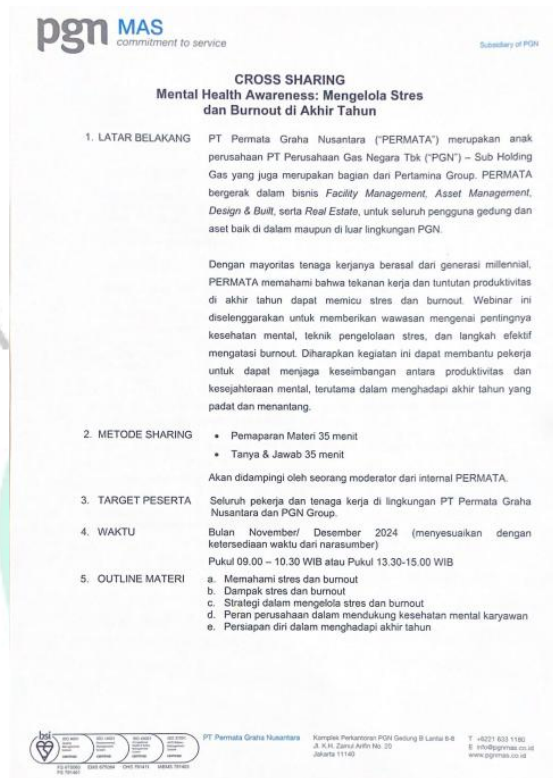 pgn MAS
commitment to service
Subsidiary of PGN
CROSS SHARING
Mental Health Awareness: Mengelola Stres
dan Burnout di Akhir Tahun
1. LATAR BELAKANG PT Permata Graha Nusantara ("PERMATA") merupakan anak
perusahaan PT Perusahaan Gas Negara Tbk ("PGN") – Sub Holding
Gas yang juga merupakan bagian dari Pertamina Group. PERMATA
bergerak dalam bisnis Facility Management, Asset Management,
Design & Built, serta Real Estate, untuk seluruh pengguna gedung dan
aset baik di dalam maupun di luar lingkungan PGN.
Dengan mayoritas tenaga kerjanya berasal dari generasi millennial,
PERMATA memahami bahwa tekanan kerja dan tuntutan produktivitas
di akhir tahun dapat memicu stres dan burnout. Webinar ini
diselenggarakan untuk memberikan wawasan mengenai pentingnya
kesehatan mental, teknik pengelolaan stres, dan langkah efektif
mengatasi burnout. Diharapkan kegiatan ini dapat membantu pekerja
untuk dapat menjaga keseimbangan antara produktivitas dan
kesejahteraan mental, terutama dalam menghadapi akhir tahun yang
padat dan menantang.
2. METODE SHARING • Pemaparan Materi 35 menit
• Tanya & Jawab 35 menit
Akan didampingi oleh seorang moderator dari internal PERMATA.
3. TARGET PESERTA Seluruh pekerja dan tenaga kerja di lingkungan PT Permata Graha
Nusantara dan PGN Group.
4. WAKTU Bulan November/ Desember 2024 (menyesuaikan dengan
ketersediaan waktu dari narasumber)
Pukul 09.00 – 10.30 WIB atau Pukul 13.30-15.00 WIB
5. OUTLINE MATERI a. Memahami stres dan burnout
b. Dampak stres dan burnout
c. Strategi dalam mengelola stres dan burnout
d. Peran perusahaan dalam mendukung kesehatan mental karyawan
e. Persiapan diri dalam menghadapi akhir tahun
bsi
PT Permata Graha Nusantara
Komplek Perkantoran PGN Gedung B Lantai 6-8
Jl. K.H. Zainul Arifin No. 20
Jakarta 11140
T +6221 633 1180
E info@pgnmas.co.id
www.pgnmas.co.id